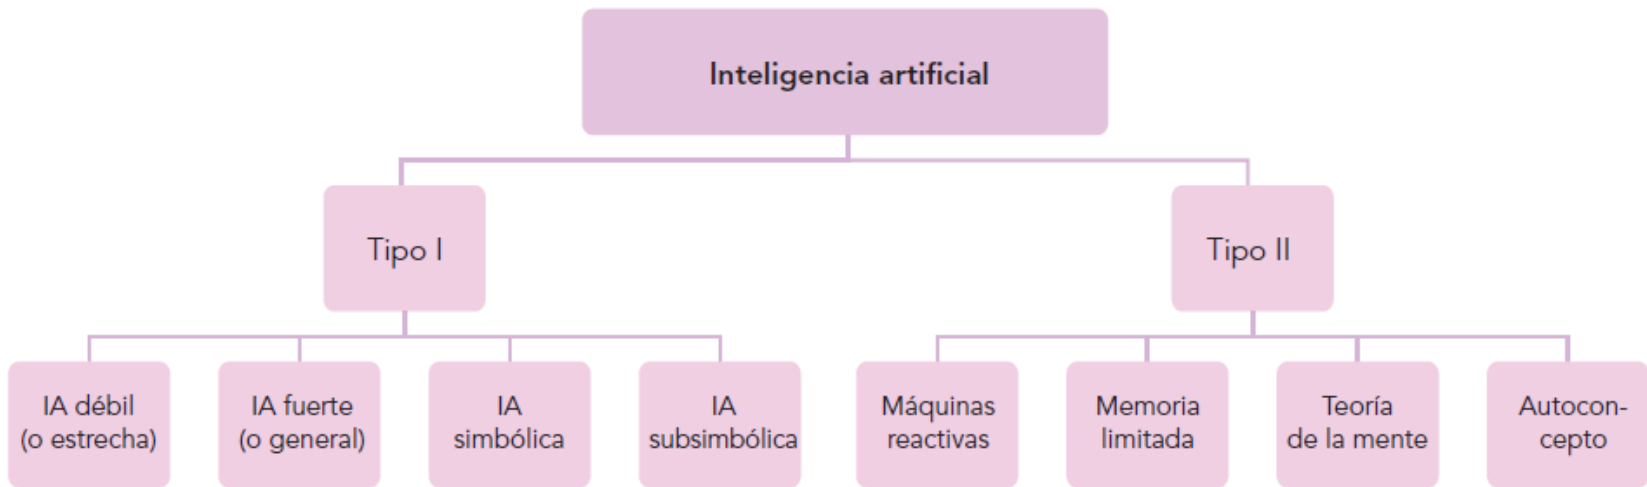 Inteligencia artificial
Tipo I
Tipo II
IA débil
(o estrecha)
IA fuerte
(o general)
IA
simbólica
IA
subsimbólica
Máquinas
reactivas
Memoria
limitada
Teoría
de la mente
Autocon-
cepto